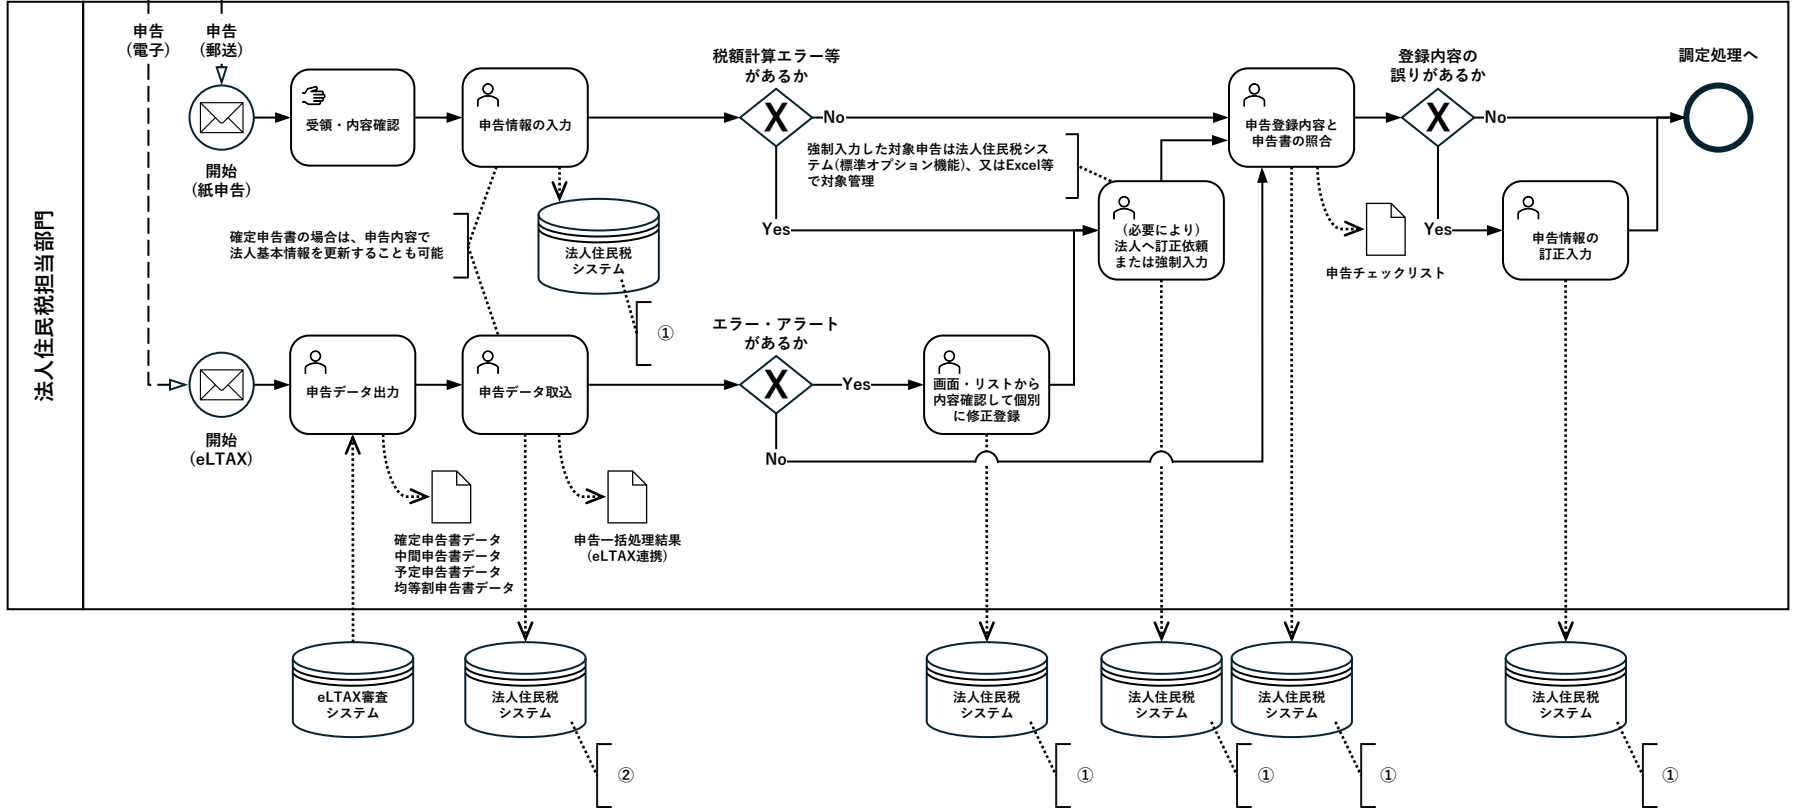 申告
（電子）
申告
（郵送）
開始
（紙申告）
受領・内容確認
申告情報の入力
税額計算エラー等
があるか
No
Yes
強制入力した対象申告は法人住民税シス
テム(標準オプション機能)、又はExcel等
で対象管理
（必要により）
法人へ訂正依頼
または強制入力
申告登録内容と
申告書の照合
登録内容の
誤りがあるか
No
Yes
調定処理へ
申告チェックリスト
申告情報の
訂正入力
確定申告書の場合は、申告内容で
法人基本情報を更新することも可能
法人住民税
システム
①
法人住民税担当部門
開始
（eLTAX）
申告データ出力
申告データ取込
エラー・アラート
があるか
Yes
No
画面・リストから
内容確認して個別
に修正登録
確定申告書データ
中間申告書データ
予定申告書データ
均等割申告書データ
申告一括処理結果
（eLTAX連携）
eLTAX審査
システム
法人住民税
システム
②
法人住民税
システム
①
法人住民税
システム
①
法人住民税
システム
①
法人住民税
システム
①